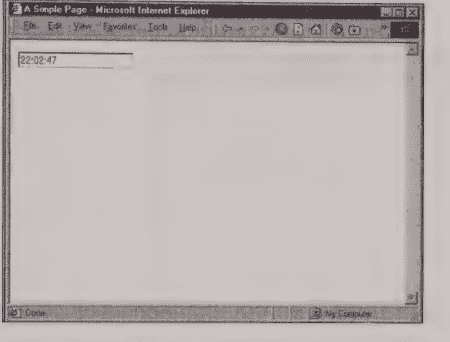 A Simple Page - Microsoft Internet Explorer
File Edit View Favorites Tools Help »
22:02:47
Done My Computer